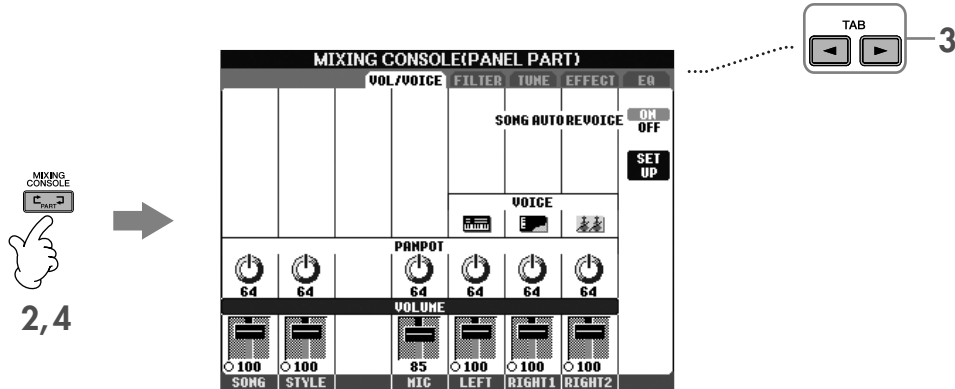 TAB
3
MIXING CONSOLE(PANEL PART)
VOL/VOICE FILTER TUNE EFFECT EQ
SONG AUTO REVOICE ON
OFF
SET
UP
MIXING
CONSOLE
PART
2,4
VOICE
PANPOT
64 64 64 64 64 64
VOLUME
100 100 85 100 100 100
SONG STYLE MIC LEFT RIGHT1 RIGHT2